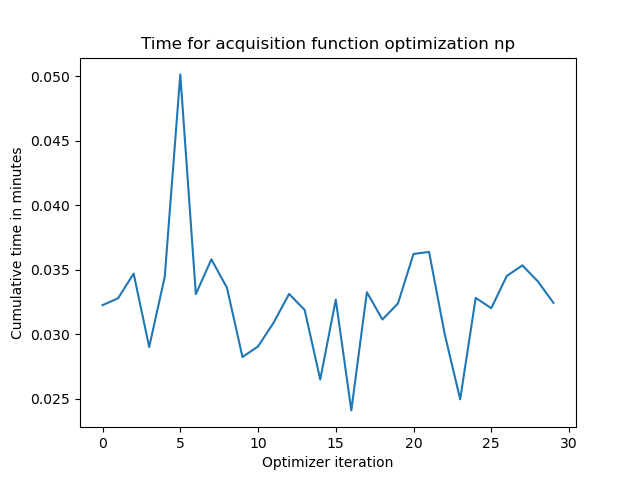 Time for acquisition function optimization np
0.050
0.045
0.040
0.035
0.030
0.025
Cumulative time in minutes
0 5 10 15 20 25 30
Optimizer iteration